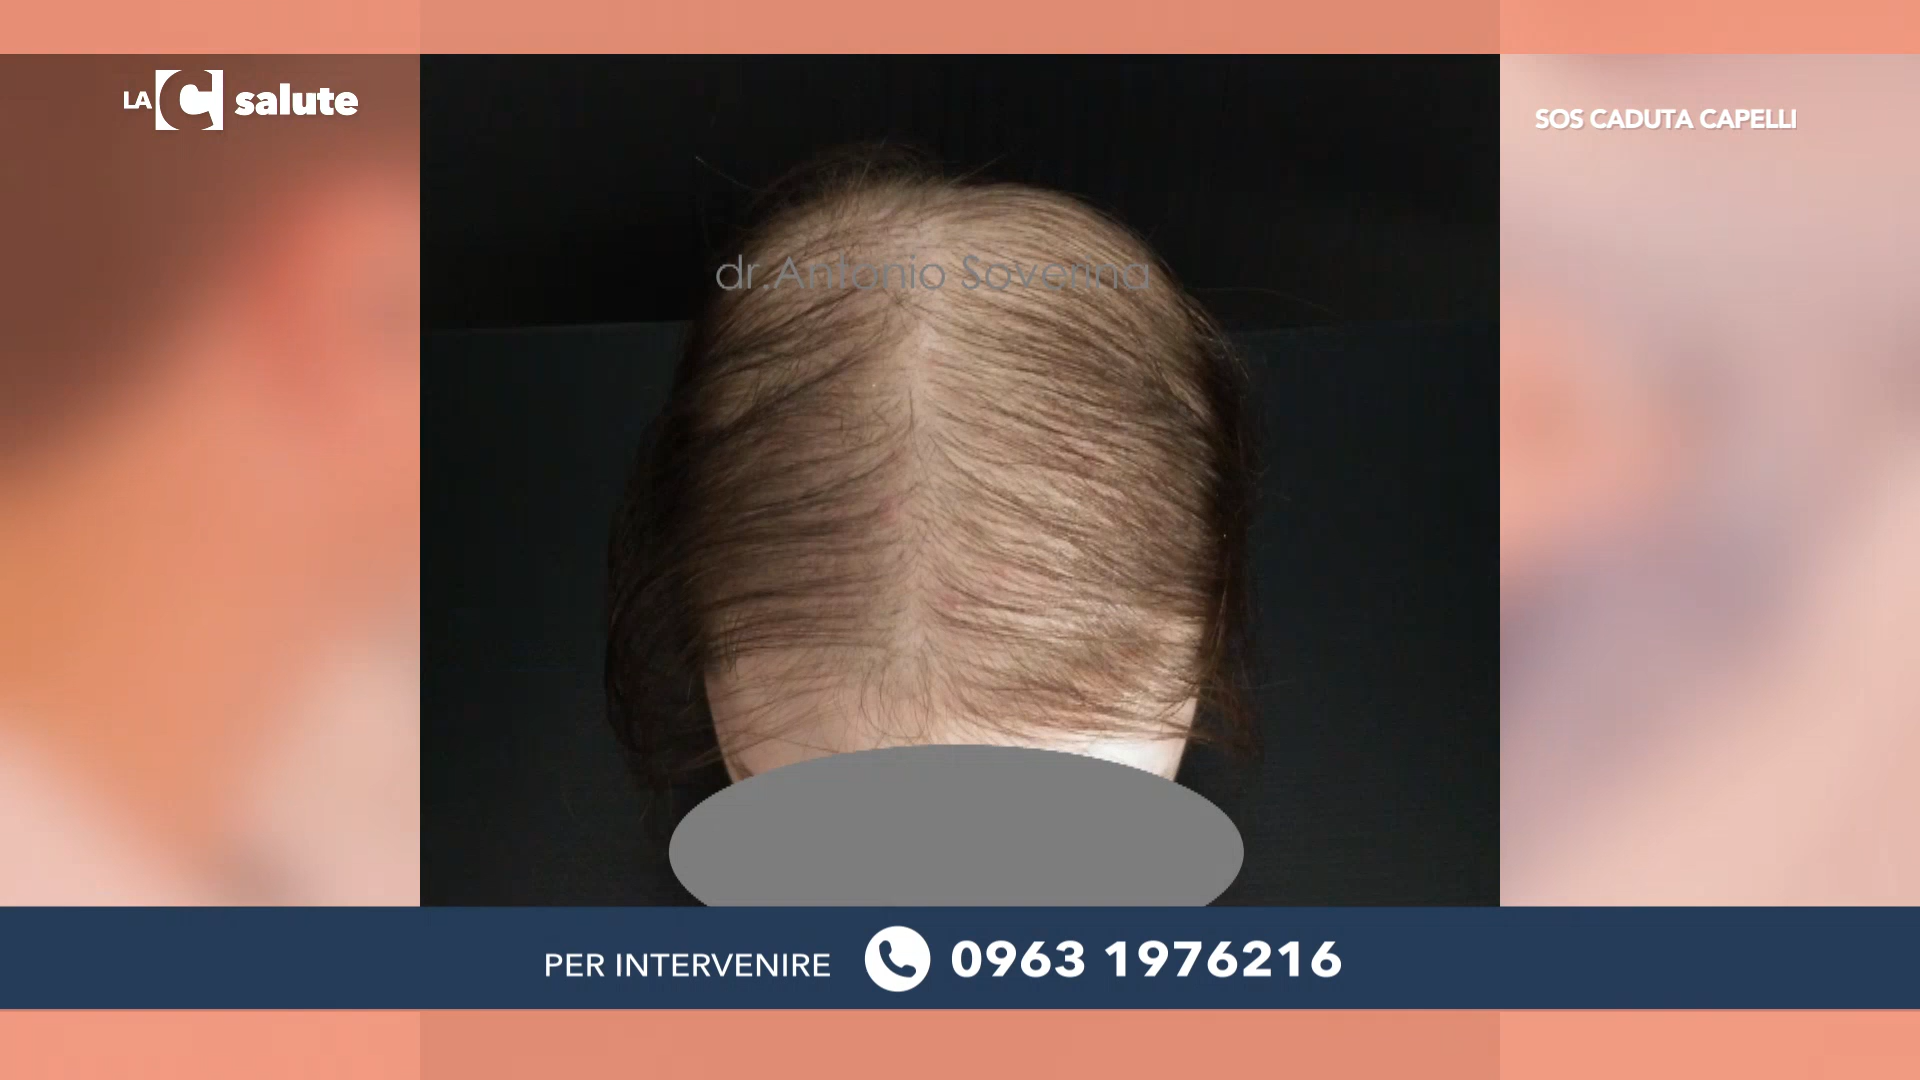 LA C salute
SOS CADUTA CAPELLI
dr.Antonio Soverina
PER INTERVENIRE 0963 1976216